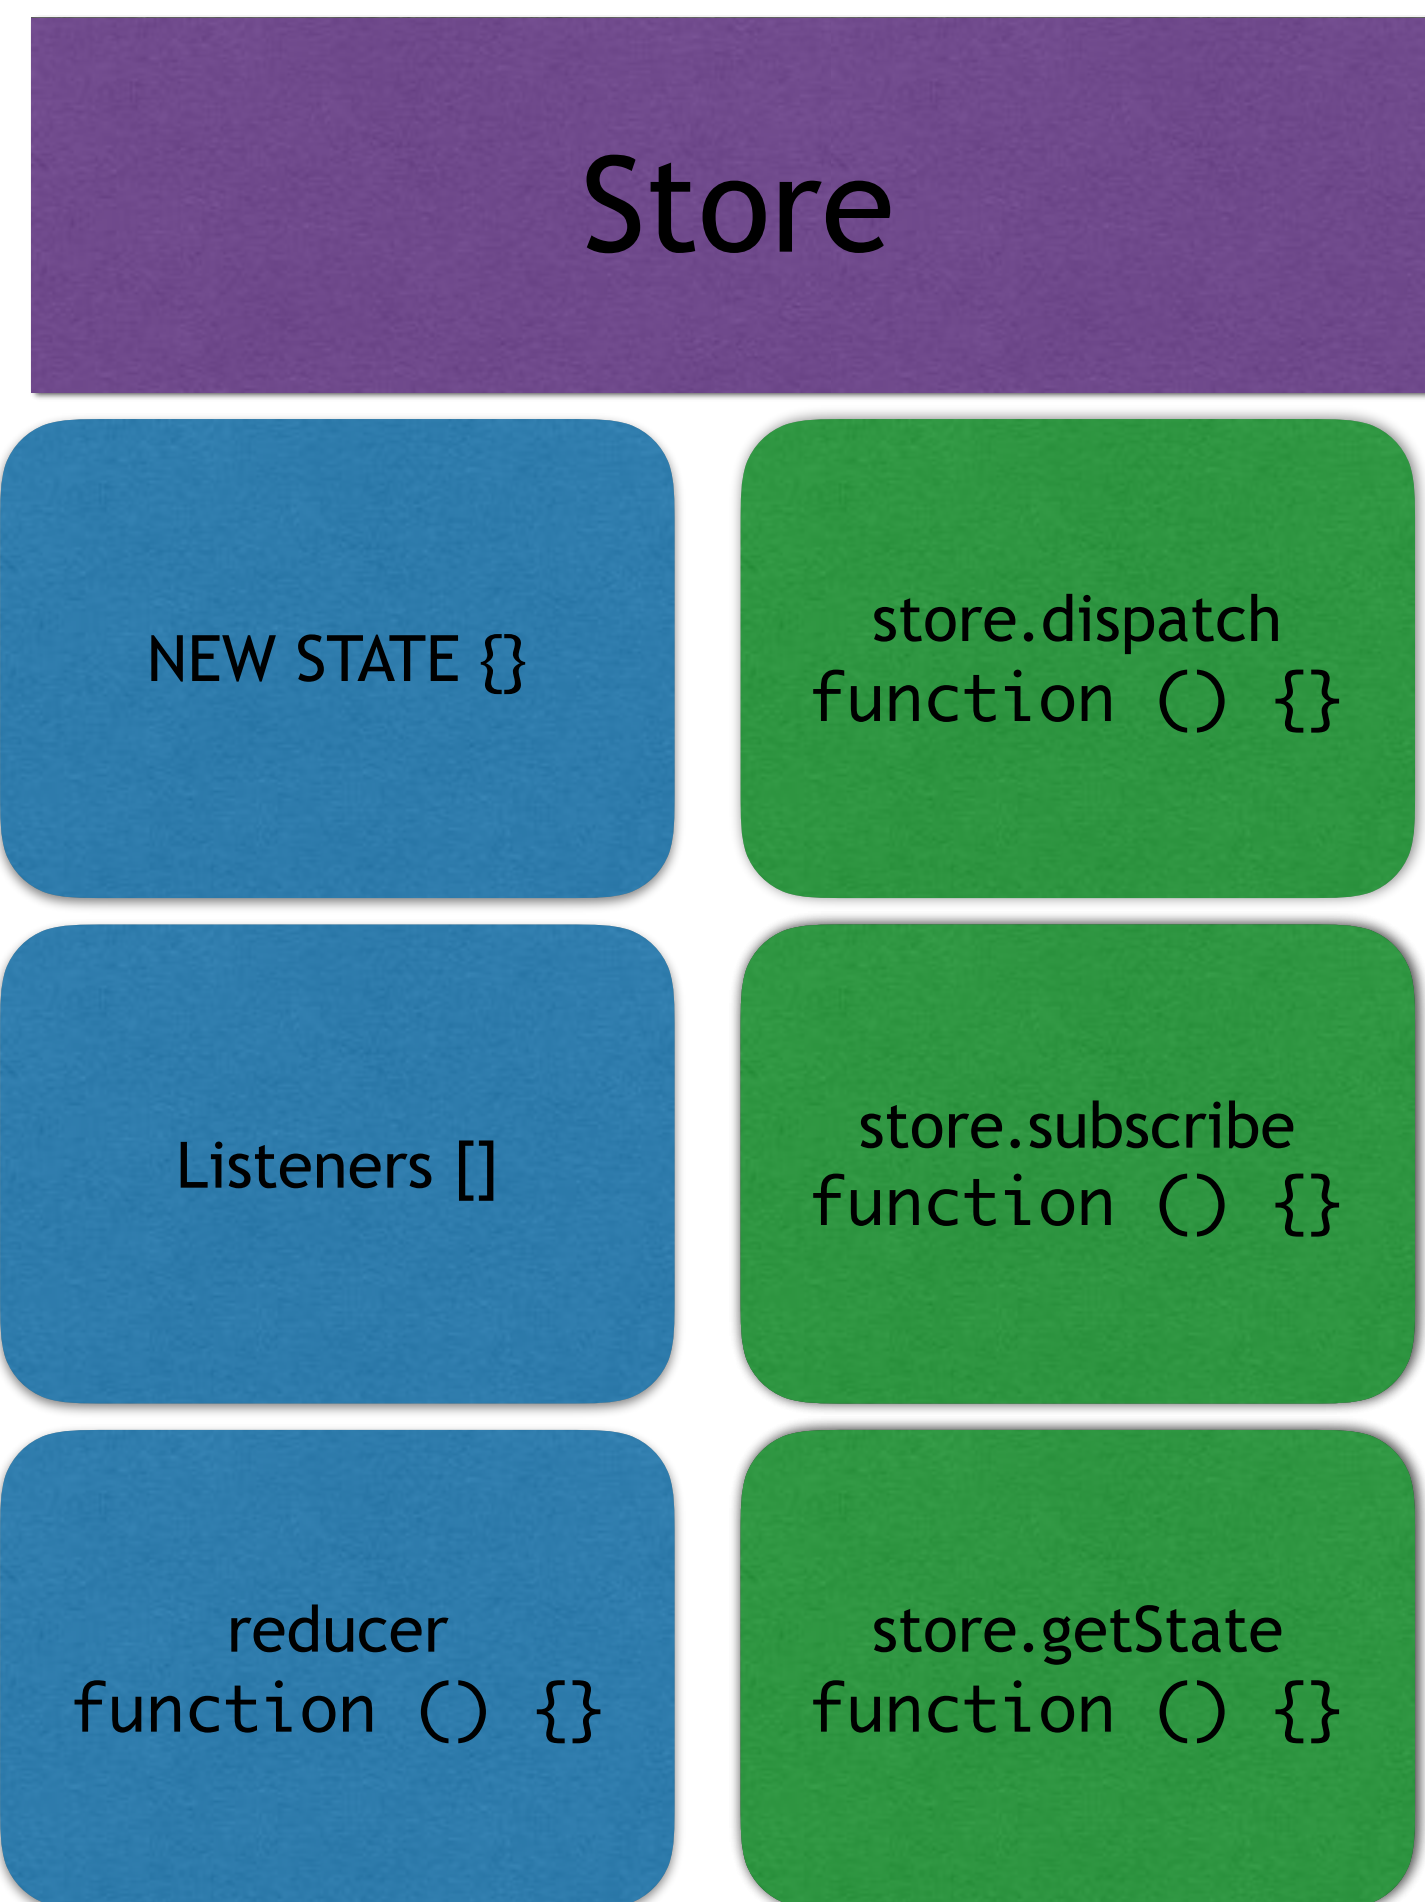 Store
NEW STATE {}
store.dispatch
function () {}
Listeners []
store.subscribe
function () {}
reducer
function () {}
store.getState
function () {}